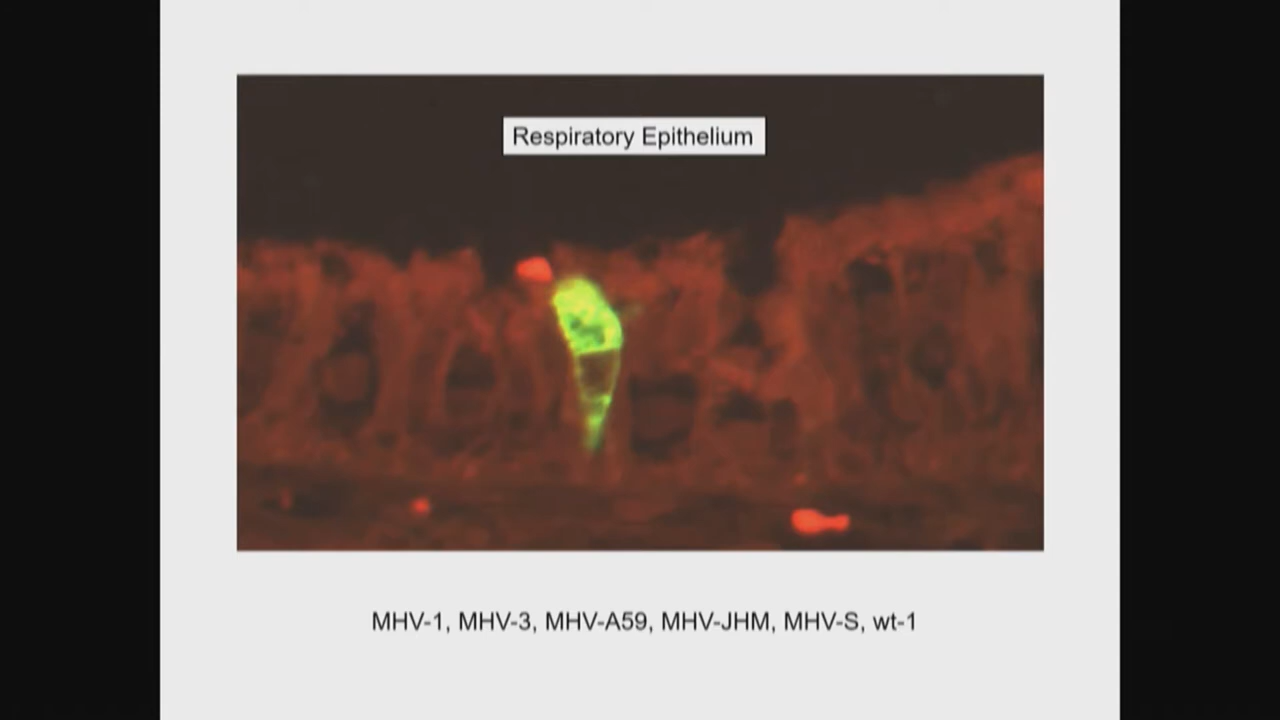 Respiratory Epithelium
MHV-1, MHV-3, MHV-A59, MHV-JHM, MHV-S, wt-1